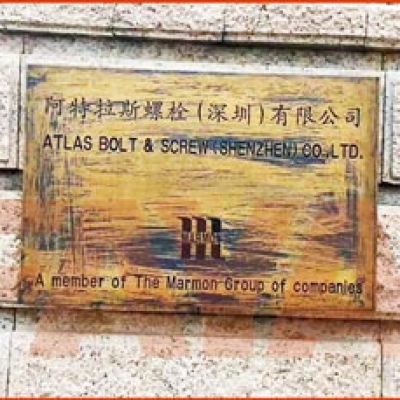 阿特拉斯螺栓(深圳)有限公司
ATLAS BOLT & SCREW (SHENZHEN) CO.,LTD.
MARMON
A member of The Marmon Group of companies